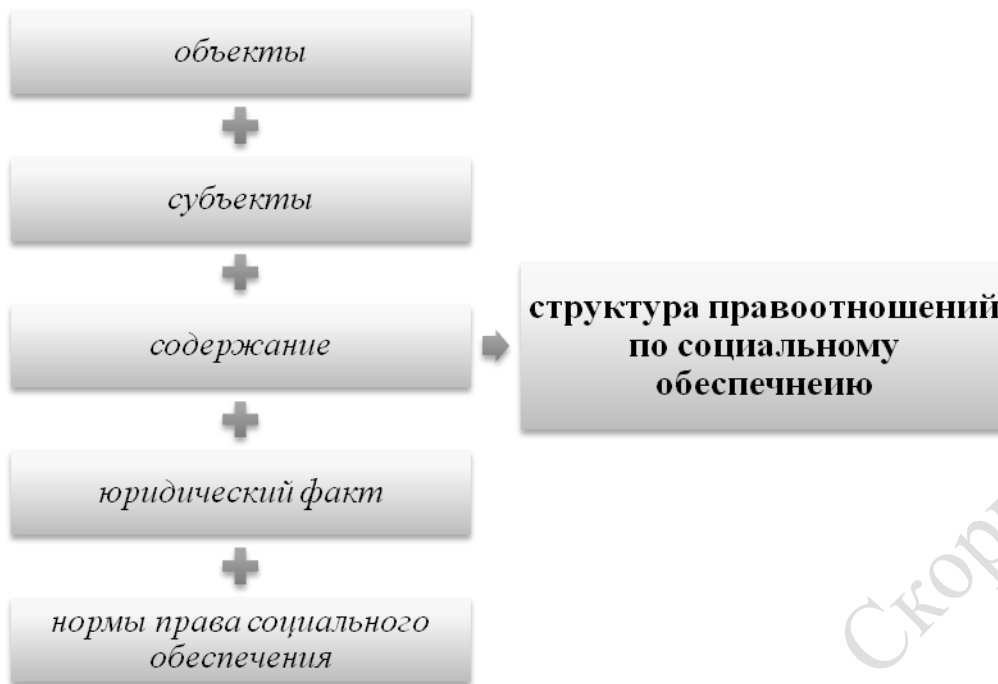 объекты
субъекты
содержание
юридический факт
нормы права социального
обеспечения
структура правоотношений
по социальному
обеспечнеию